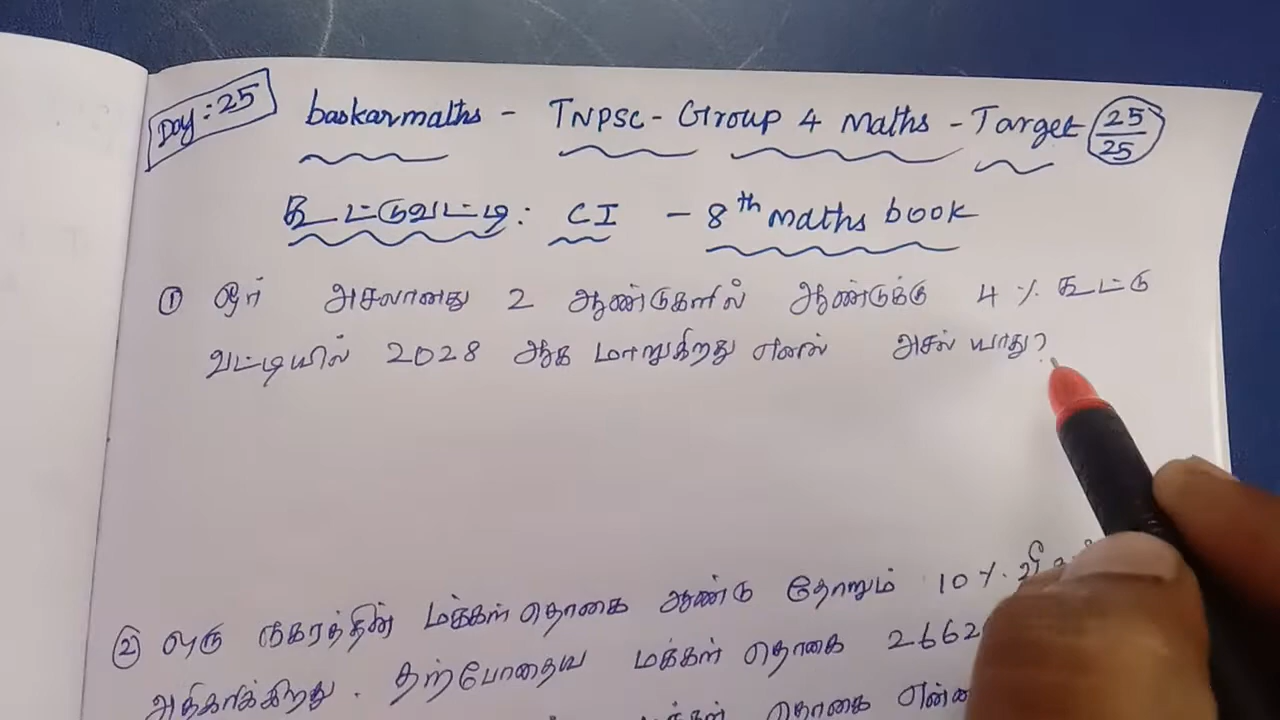 Day: 25
baskarmaths - TNPSC - Group 4 Maths - Target 25/25
கூட்டுவட்டி: CI - 8th maths book
① ஓர் அசலானது 2 ஆண்டுகளில் ஆண்டுக்கு 4 % கூட்டு
வட்டியில் 2028 ஆக மாறுகிறது எனில் அசல் யாது?
② ஒரு நகரத்தின் மக்கள் தொகை ஆண்டு தோறும் 10 %
அதிகரிக்கிறது. தற்போதைய மக்கள் தொகை 2662
தொகை